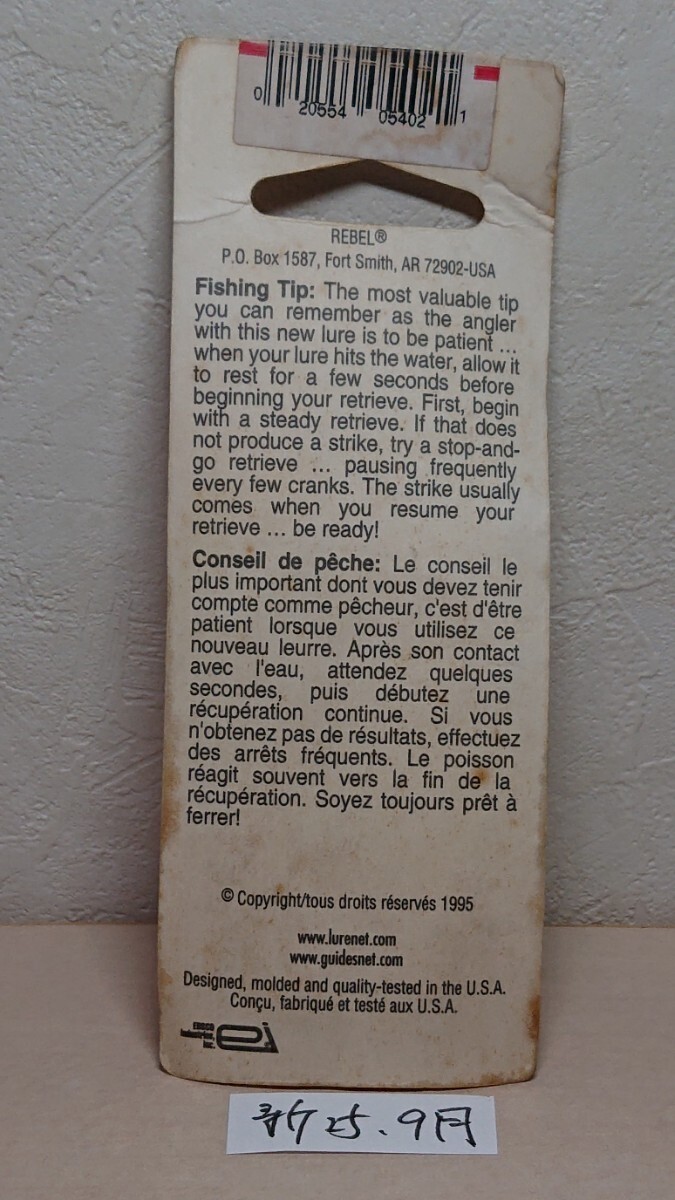 0 20554 05402 1
REBEL®
P.O. Box 1587, Fort Smith, AR 72902-USA
Fishing Tip: The most valuable tip
you can remember as the angler
with this new lure is to be patient ...
when your lure hits the water, allow it
to rest for a few seconds before
beginning your retrieve. First, begin
with a steady retrieve. If that does
not produce a strike, try a stop-and-
go retrieve ... pausing frequently
every few cranks. The strike usually
comes when you resume your
retrieve ... be ready!
Conseil de pêche: Le conseil le
plus important dont vous devez tenir
compte comme pêcheur, c'est d'être
patient lorsque vous utilisez ce
nouveau leurre. Après son contact
avec l'eau, attendez quelques
secondes, puis débutez une
récupération continue. Si vous
n'obtenez pas de résultats, effectuez
des arrêts fréquents. Le poisson
réagit souvent vers la fin de la
récupération. Soyez toujours prêt à
ferrer!
© Copyright/tous droits réservés 1995
www.lurenet.com
www.guidesnet.com
Designed, molded and quality-tested in the U.S.A.
Conçu, fabriqué et testé aux U.S.A.
EBSCO
Industries,
Inc.
ei
25.9月